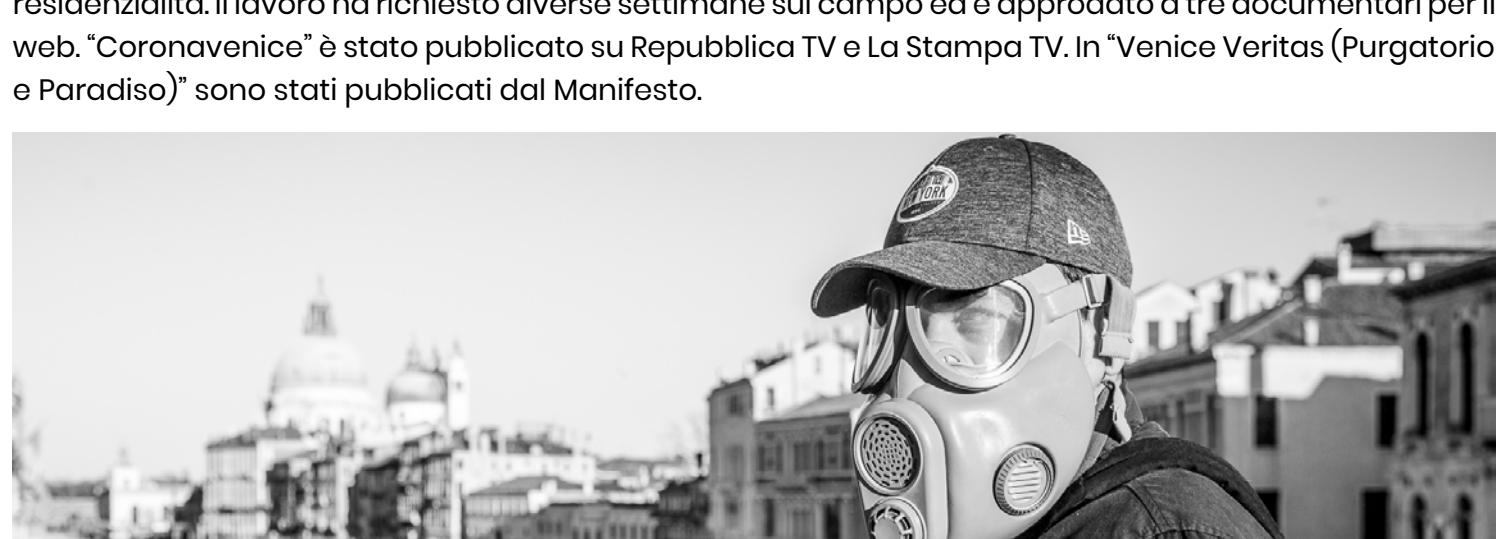 residenzialità. Il lavoro ha richiesto diverse settimane sul campo ed è approdato a tre documentari per il
web. “Coronavenice” è stato pubblicato su Repubblica TV e La Stampa TV. In “Venice Veritas (Purgatorio
e Paradiso)” sono stati pubblicati dal Manifesto.
YORK